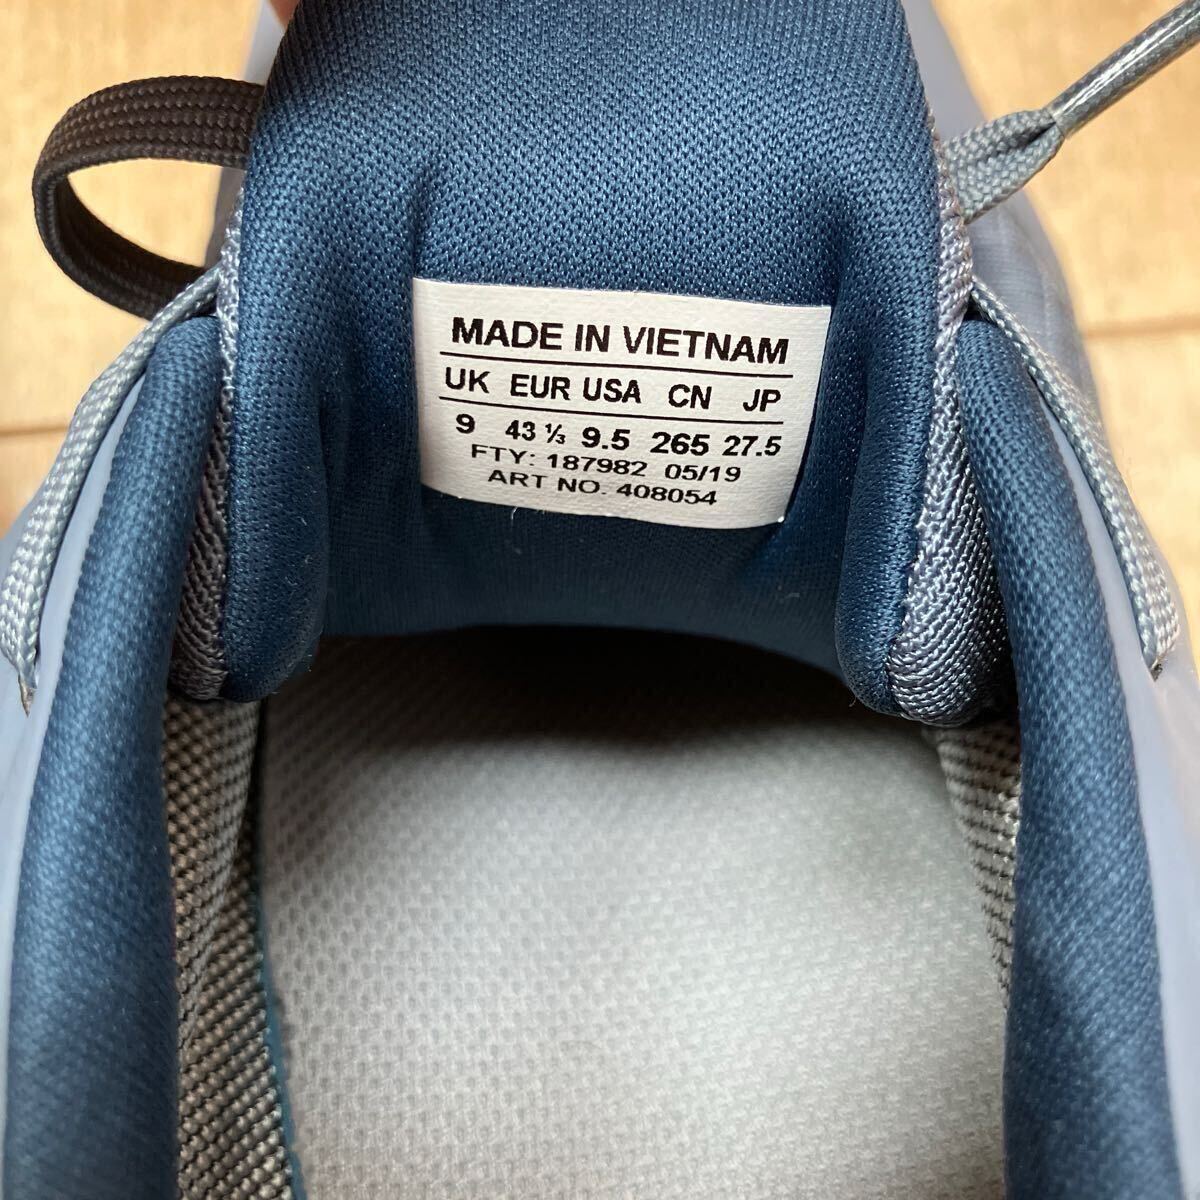 MADE IN VIETNAM
UK EUR USA CN JP
9 43 ⅓ 9.5 265 27.5
FTY: 187982 05/19
ART NO. 408054